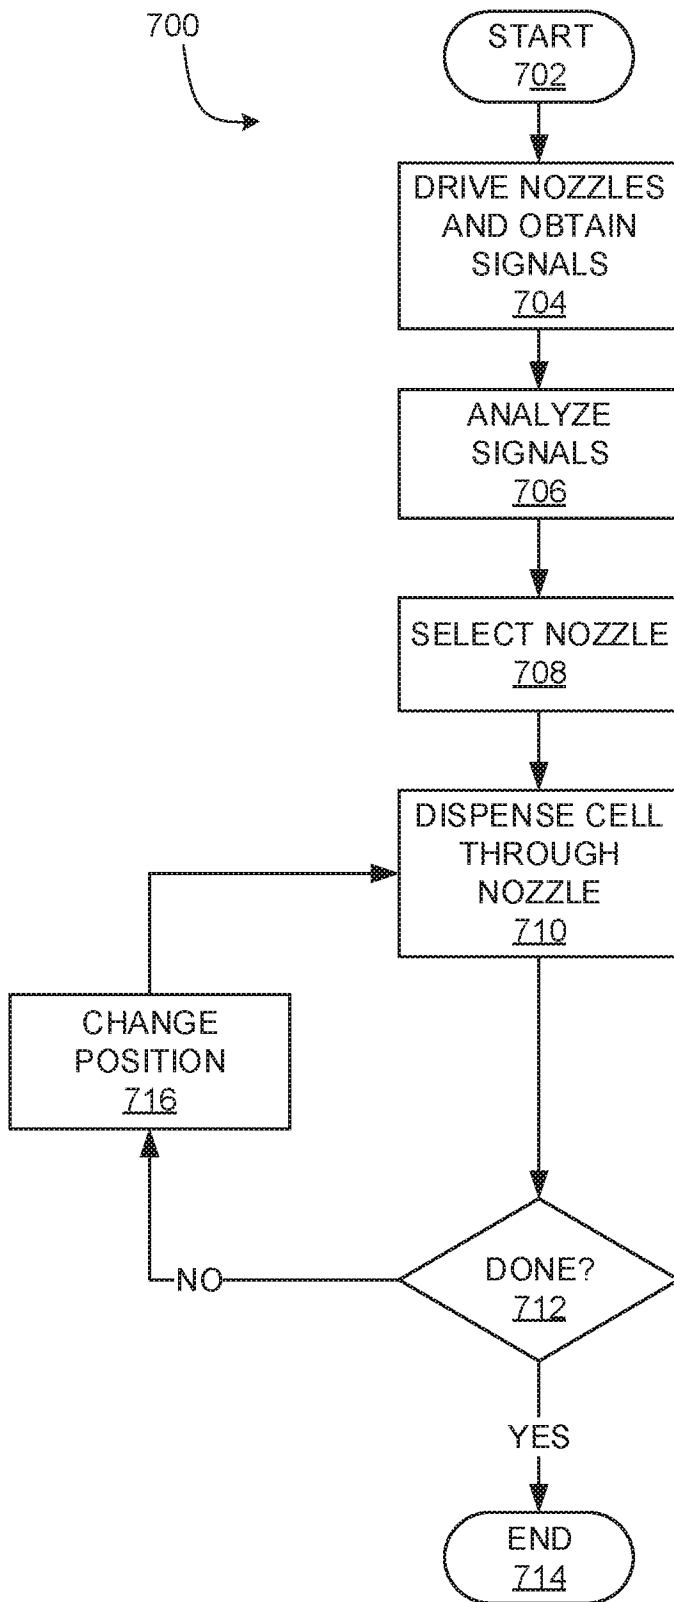 700
START
702
DRIVE NOZZLES
AND OBTAIN
SIGNALS
704
ANALYZE
SIGNALS
706
SELECT NOZZLE
708
DISPENSE CELL
THROUGH
NOZZLE
710
CHANGE
POSITION
716
DONE?
712
NO
YES
END
714